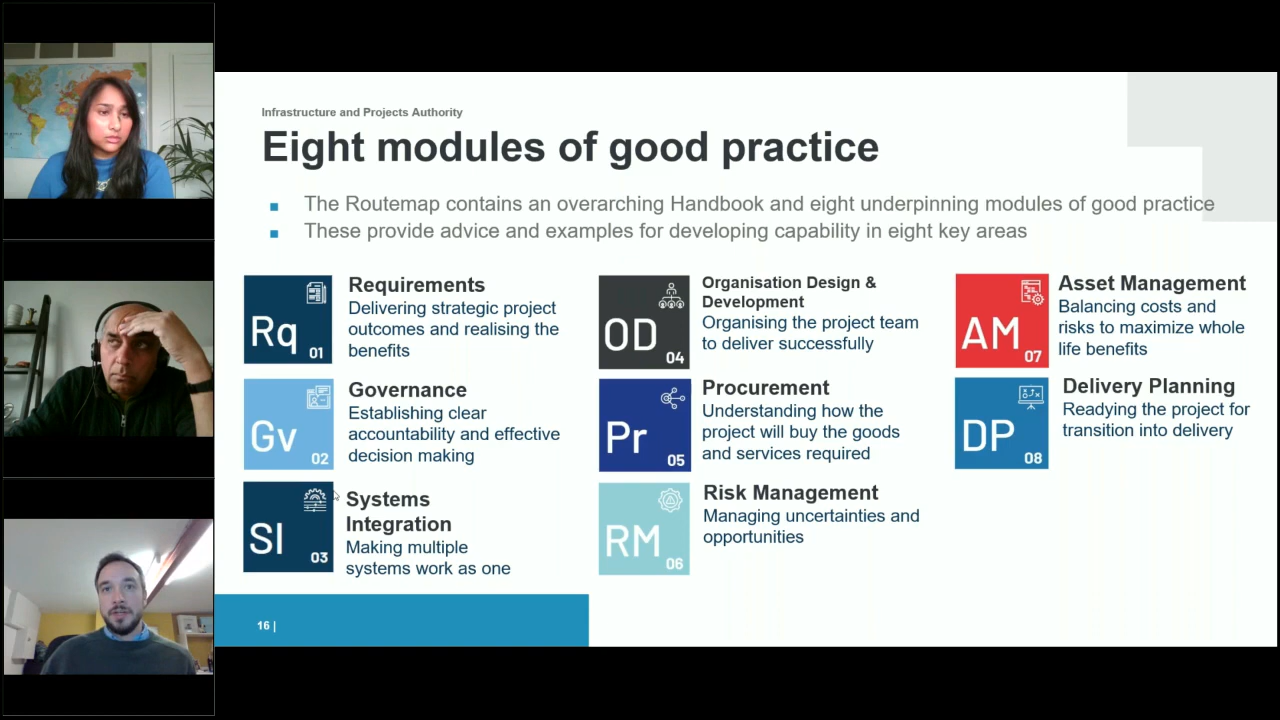 Infrastructure and Projects Authority
Eight modules of good practice
The Routemap contains an overarching Handbook and eight underpinning modules of good practice
These provide advice and examples for developing capability in eight key areas
Rq
01
Requirements
Delivering strategic project
outcomes and realising the
benefits
Gv
02
Governance
Establishing clear
accountability and effective
decision making
SI
03
Systems
Integration
Making multiple
systems work as one
OD
04
Organisation Design &
Development
Organising the project team
to deliver successfully
Pr
05
Procurement
Understanding how the
project will buy the goods
and services required
RM
06
Risk Management
Managing uncertainties and
opportunities
AM
07
Asset Management
Balancing costs and
risks to maximize whole
life benefits
DP
08
Delivery Planning
Readying the project for
transition into delivery
16 |